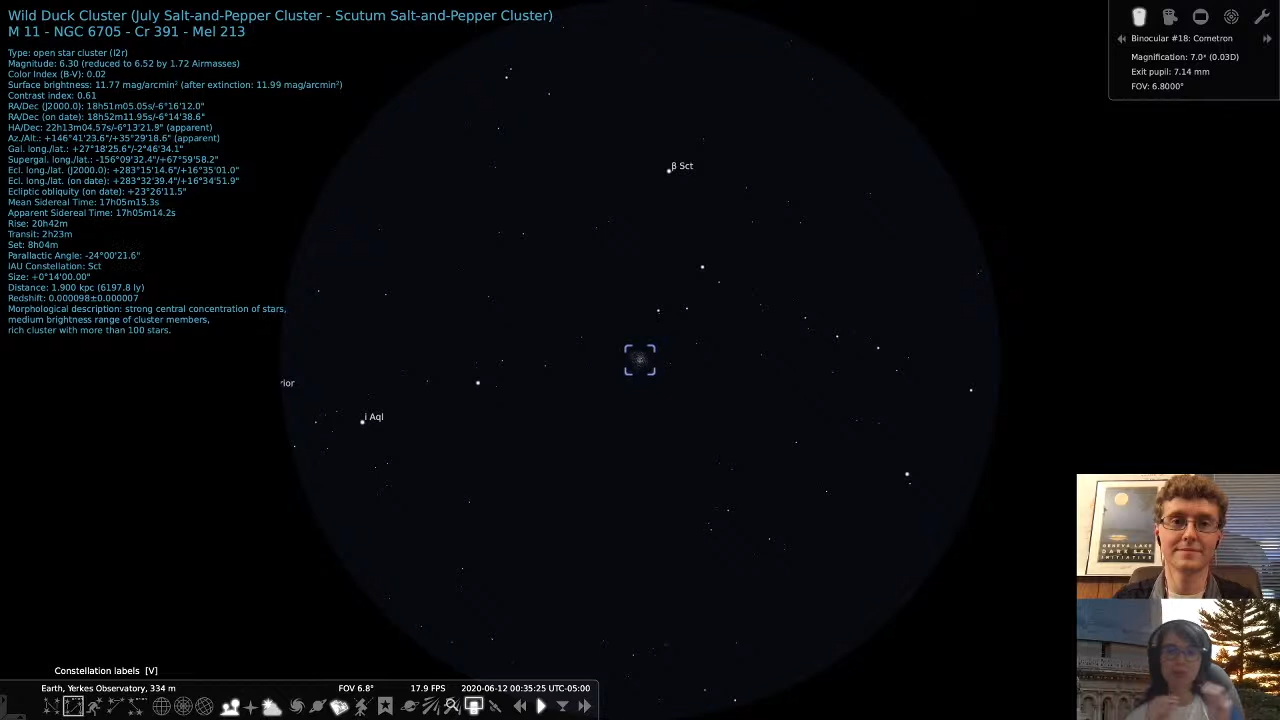 Wild Duck Cluster (July Salt-and-Pepper Cluster - Scutum Salt-and-Pepper Cluster)
M 11 - NGC 6705 - Cr 391 - Mel 213
Type: open star cluster (I2r)
Magnitude: 6.30 (reduced to 6.52 by 1.72 Airmasses)
Color Index (B-V): 0.02
Surface brightness: 11.77 mag/arcmin² (after extinction: 11.99 mag/arcmin²)
Contrast index: 0.61
RA/Dec (J2000.0): 18h51m05.05s/-6°16'12.0"
RA/Dec (on date): 18h52m11.95s/-6°14'38.6"
HA/Dec: 22h13m04.57s/-6°13'21.9" (apparent)
Az./Alt.: +146°41'23.6"/+35°29'18.6" (apparent)
Gal. long./lat.: +27°18'25.6"/-2°46'34.1"
Supergal. long./lat.: -156°09'32.4"/+67°59'58.2"
Ecl. long./lat. (J2000.0): +283°15'14.6"/+16°35'01.0"
Ecl. long./lat. (on date): +283°32'39.4"/+16°34'51.9"
Ecliptic obliquity (on date): +23°26'11.5"
Mean Sidereal Time: 17h05m15.3s
Apparent Sidereal Time: 17h05m14.2s
Rise: 20h42m
Transit: 2h23m
Set: 8h04m
Parallactic Angle: -24°00'21.6"
IAU Constellation: Sct
Size: +0°14'00.00"
Distance: 1.900 kpc (6197.8 ly)
Redshift: 0.000098±0.000007
Morphological description: strong central concentration of stars,
medium brightness range of cluster members,
rich cluster with more than 100 stars.
Binocular #18: Cometron
Magnification: 7.0× (0.03D)
Exit pupil: 7.14 mm
FOV: 6.8000°
β Sct
rior
i Aql
GENEVA LAKE
DARK SKY
INITIATIVE
Constellation labels [V]
Earth, Yerkes Observatory, 334 m
FOV 6.8°
17.9 FPS
2020-06-12 00:35:25 UTC-05:00